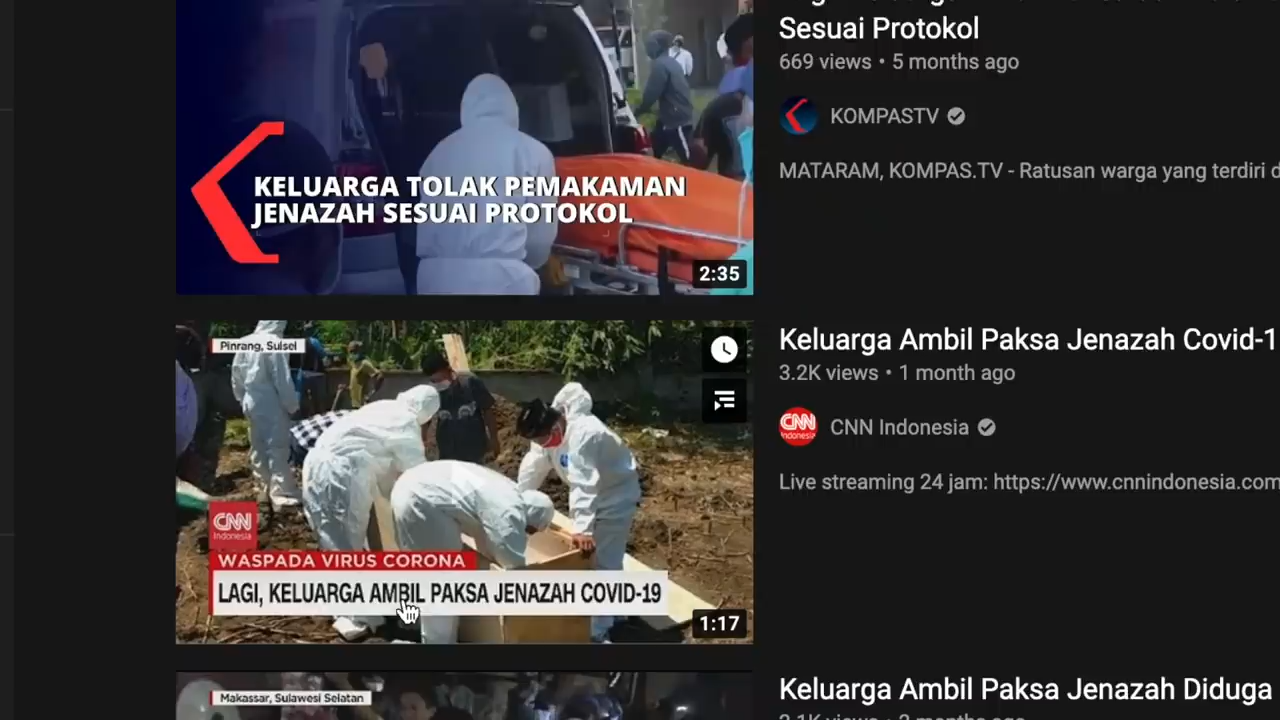 Sesuai Protokol
669 views • 5 months ago
KOMPASTV
MATARAM, KOMPAS.TV - Ratusan warga yang terdiri
KELUARGA TOLAK PEMAKAMAN
JENAZAH SESUAI PROTOKOL
2:35
Pinrang, Sulsel
CNN
Indonesia
WASPADA VIRUS CORONA
LAGI, KELUARGA AMBIL PAKSA JENAZAH COVID-19
1:17
Keluarga Ambil Paksa Jenazah Covid-1
3.2K views • 1 month ago
CNN
Indonesia
CNN Indonesia
Live streaming 24 jam: https://www.cnnindonesia.com
Makassar, Sulawesi Selatan
Keluarga Ambil Paksa Jenazah Diduga